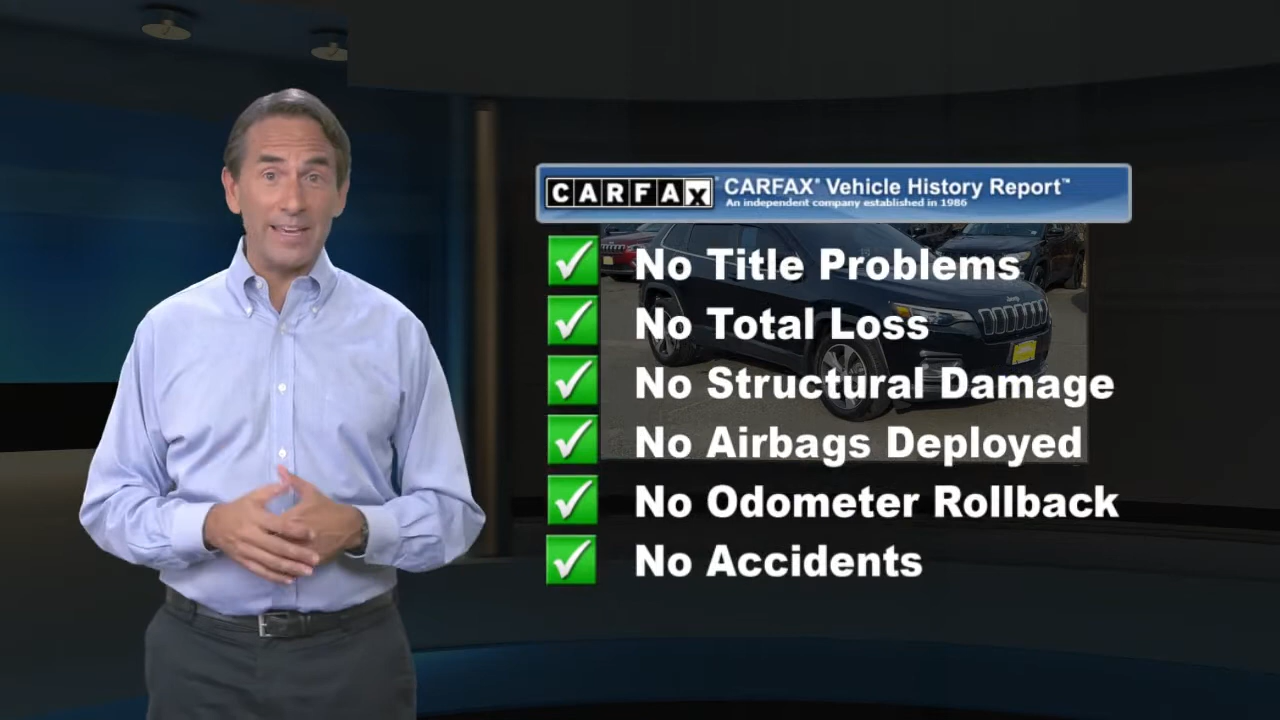 CARFAX
CARFAX® Vehicle History Report™
An independent company established in 1986
No Title Problems
No Total Loss
No Structural Damage
No Airbags Deployed
No Odometer Rollback
No Accidents
Jeep